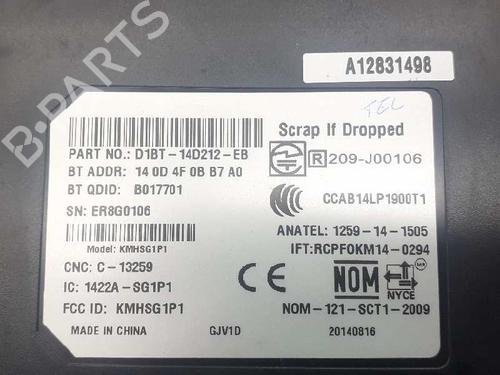 A12831498
TEL
Scrap If Dropped
PART NO.: D1BT-14D212-EB
R 209-J00106
BT ADDR: 14 0D 4F 0B B7 A0
BT QDID: B017701
CCAB14LP1900T1
SN: ER8G0106
ANATEL: 1259-14-1505
Model: KMHSG1P1
IFT:RCPFOKM14-0294
CNC: C-13259
IC: 1422A-SG1P1
CE
NOM
MR
NYCE
FCC ID: KMHSG1P1
NOM-121-SCT1-2009
MADE IN CHINA
GJV1D
20140816
B-PARTS